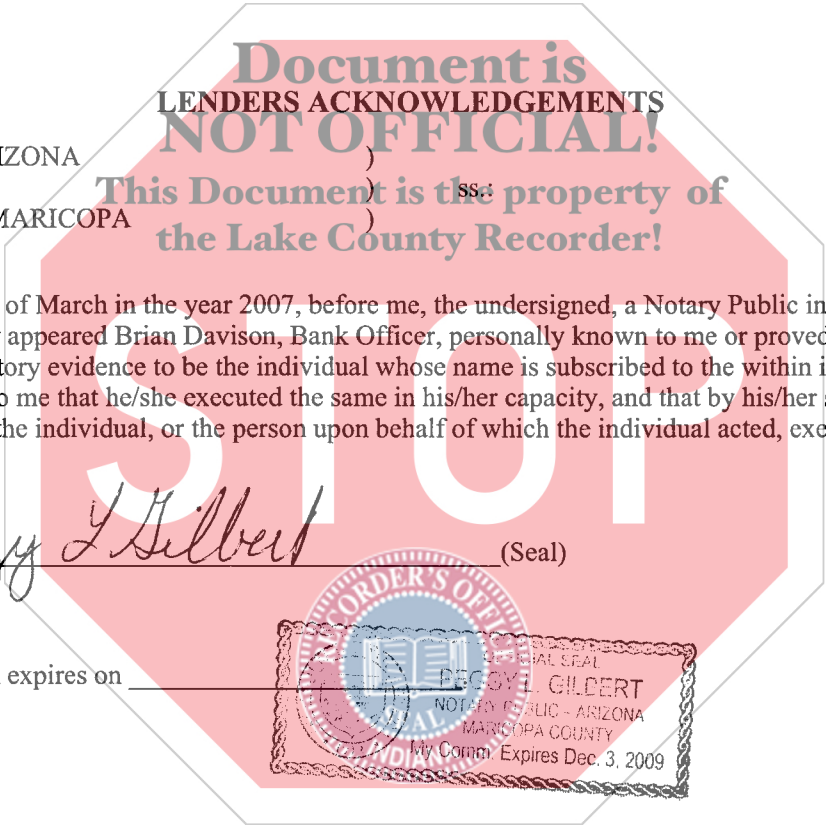 Document is
LENDERS ACKNOWLEDGEMENTS
NOT OFFICIAL!
IZONA )
This Document is the property of
) ss.:
MARICOPA )
the Lake County Recorder!
of March in the year 2007, before me, the undersigned, a Notary Public in
appeared Brian Davison, Bank Officer, personally known to me or proved
tory evidence to be the individual whose name is subscribed to the within i
o me that he/she executed the same in his/her capacity, and that by his/her
the individual, or the person upon behalf of which the individual acted, exe
STOP
y L Gilbert (Seal)
RECORDER'S OFFICE
SEAL
INDIANA
expires on
OFFICIAL SEAL
PEGGY L. GILBERT
NOTARY PUBLIC - ARIZONA
MARICOPA COUNTY
My Comm. Expires Dec. 3, 2009